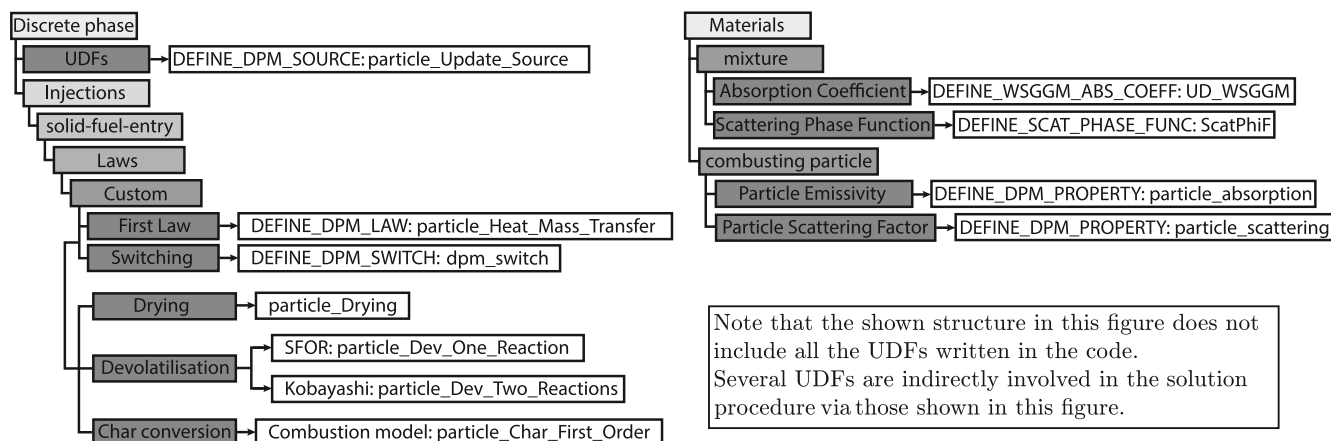 Discrete phase
UDFs
DEFINE_DPM_SOURCE: particle_Update_Source
Injections
solid-fuel-entry
Laws
Custom
First Law
DEFINE_DPM_LAW: particle_Heat_Mass_Transfer
Switching
DEFINE_DPM_SWITCH: dpm_switch
Drying
particle_Drying
Devolatilisation
SFOR: particle_Dev_One_Reaction
Kobayashi: particle_Dev_Two_Reactions
Char conversion
Combustion model: particle_Char_First_Order
Materials
mixture
Absorption Coefficient
DEFINE_WSGGM_ABS_COEFF: UD_WSGGM
Scattering Phase Function
DEFINE_SCAT_PHASE_FUNC: ScatPhiF
combusting particle
Particle Emissivity
DEFINE_DPM_PROPERTY: particle_absorption
Particle Scattering Factor
DEFINE_DPM_PROPERTY: particle_scattering
Note that the shown structure in this figure does not
include all the UDFs written in the code.
Several UDFs are indirectly involved in the solution
procedure via those shown in this figure.